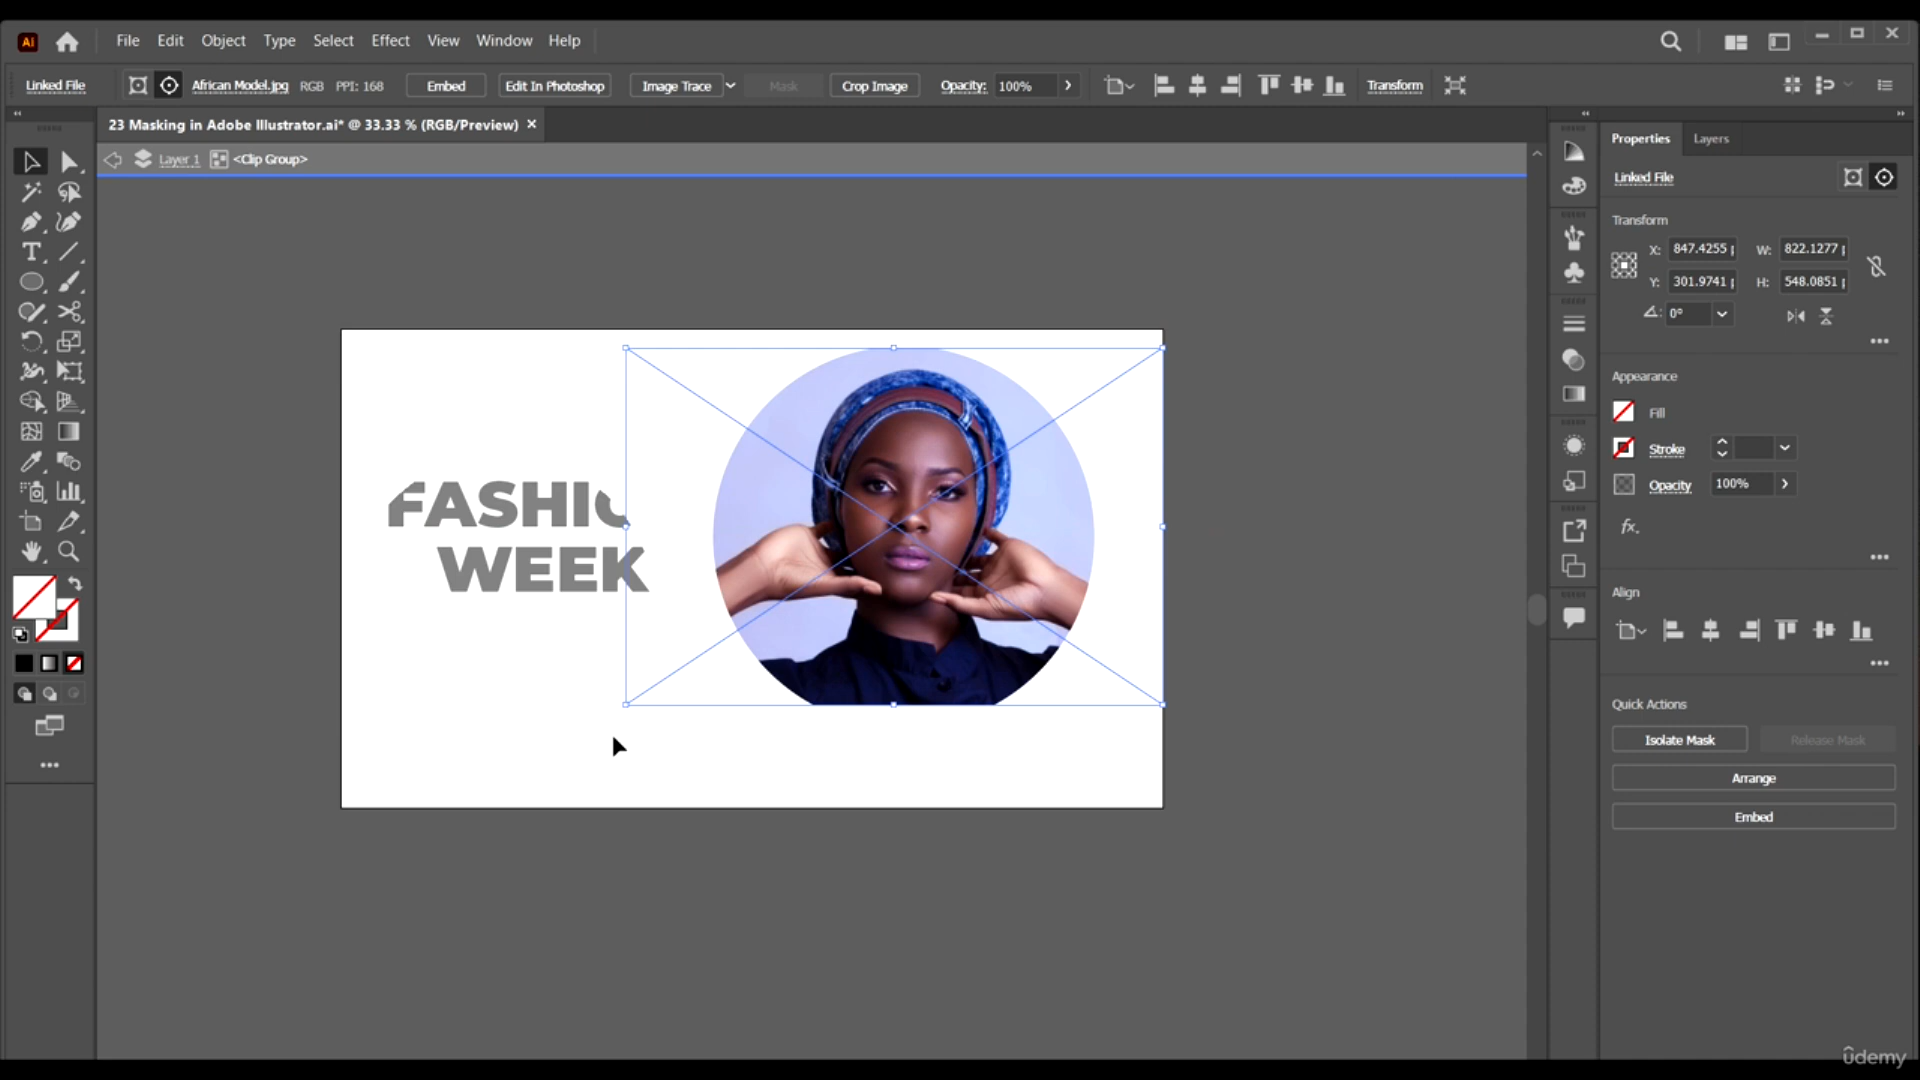 Ai File Edit Object Type Select Effect View Window Help
Linked File African Model.jpg RGB PPI: 168 Embed Edit In Photoshop Image Trace Mask Crop Image Opacity: 100% Transform
23 Masking in Adobe Illustrator.ai* @ 33.33 % (RGB/Preview) ×
Layer 1 <Clip Group>
Properties Layers
Linked File
Transform
X: 847.4255 W: 822.1277
Y: 301.9741 H: 548.0851
0°
Appearance
Fill
Stroke
Opacity 100%
fx.
Align
Quick Actions
Isolate Mask Release Mask
Arrange
Embed
FASHIO
WEEK
udemy